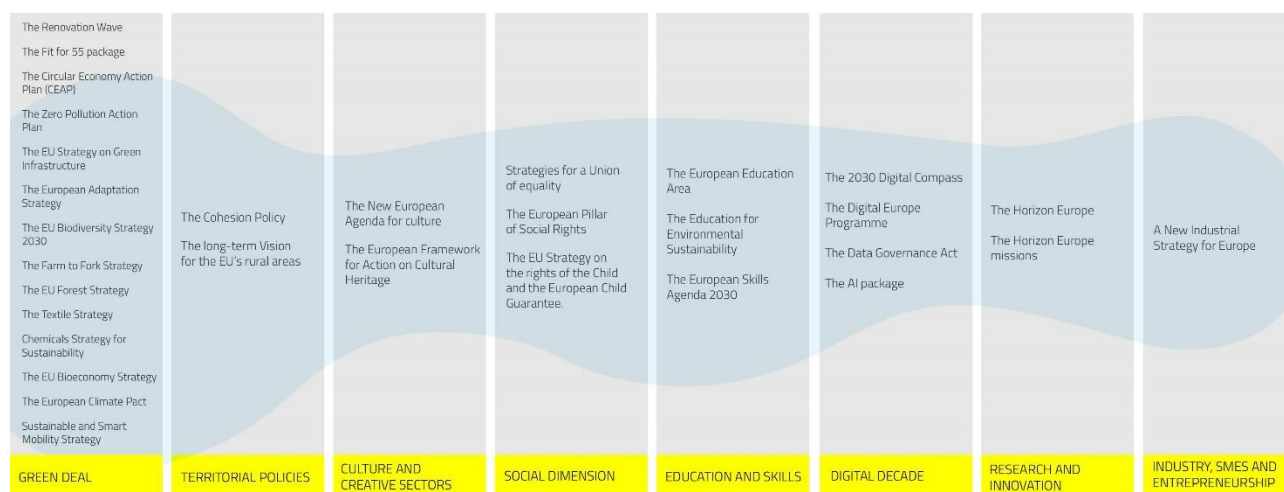 The Renovation Wave
The Fit for 55 package
The Circular Economy Action
Plan (CEAP)
The Zero Pollution Action
Plan
The EU Strategy on Green
Infrastructure
The European Adaptation
Strategy
The EU Biodiversity Strategy
2030
The Farm to Fork Strategy
The EU Forest Strategy
The Textile Strategy
Chemicals Strategy for
Sustainability
The EU Bioeconomy Strategy
The European Climate Pact
Sustainable and Smart
Mobility Strategy
GREEN DEAL
The Cohesion Policy
The long-term Vision
for the EU's rural areas
TERRITORIAL POLICIES
The New European
Agenda for culture
The European Framework
for Action on Cultural
Heritage
CULTURE AND
CREATIVE SECTORS
Strategies for a Union
of equality
The European Pillar
of Social Rights
The EU Strategy on
the rights of the Child
and the European Child
Guarantee.
SOCIAL DIMENSION
The European Education
Area
The Education for
Environmental
Sustainability
The European Skills
Agenda 2030
EDUCATION AND SKILLS
The 2030 Digital Compass
The Digital Europe
Programme
The Data Governance Act
The AI package
DIGITAL DECADE
The Horizon Europe
The Horizon Europe
missions
RESEARCH AND
INNOVATION
A New Industrial
Strategy for Europe
INDUSTRY, SMES AND
ENTREPRENEURSHIP